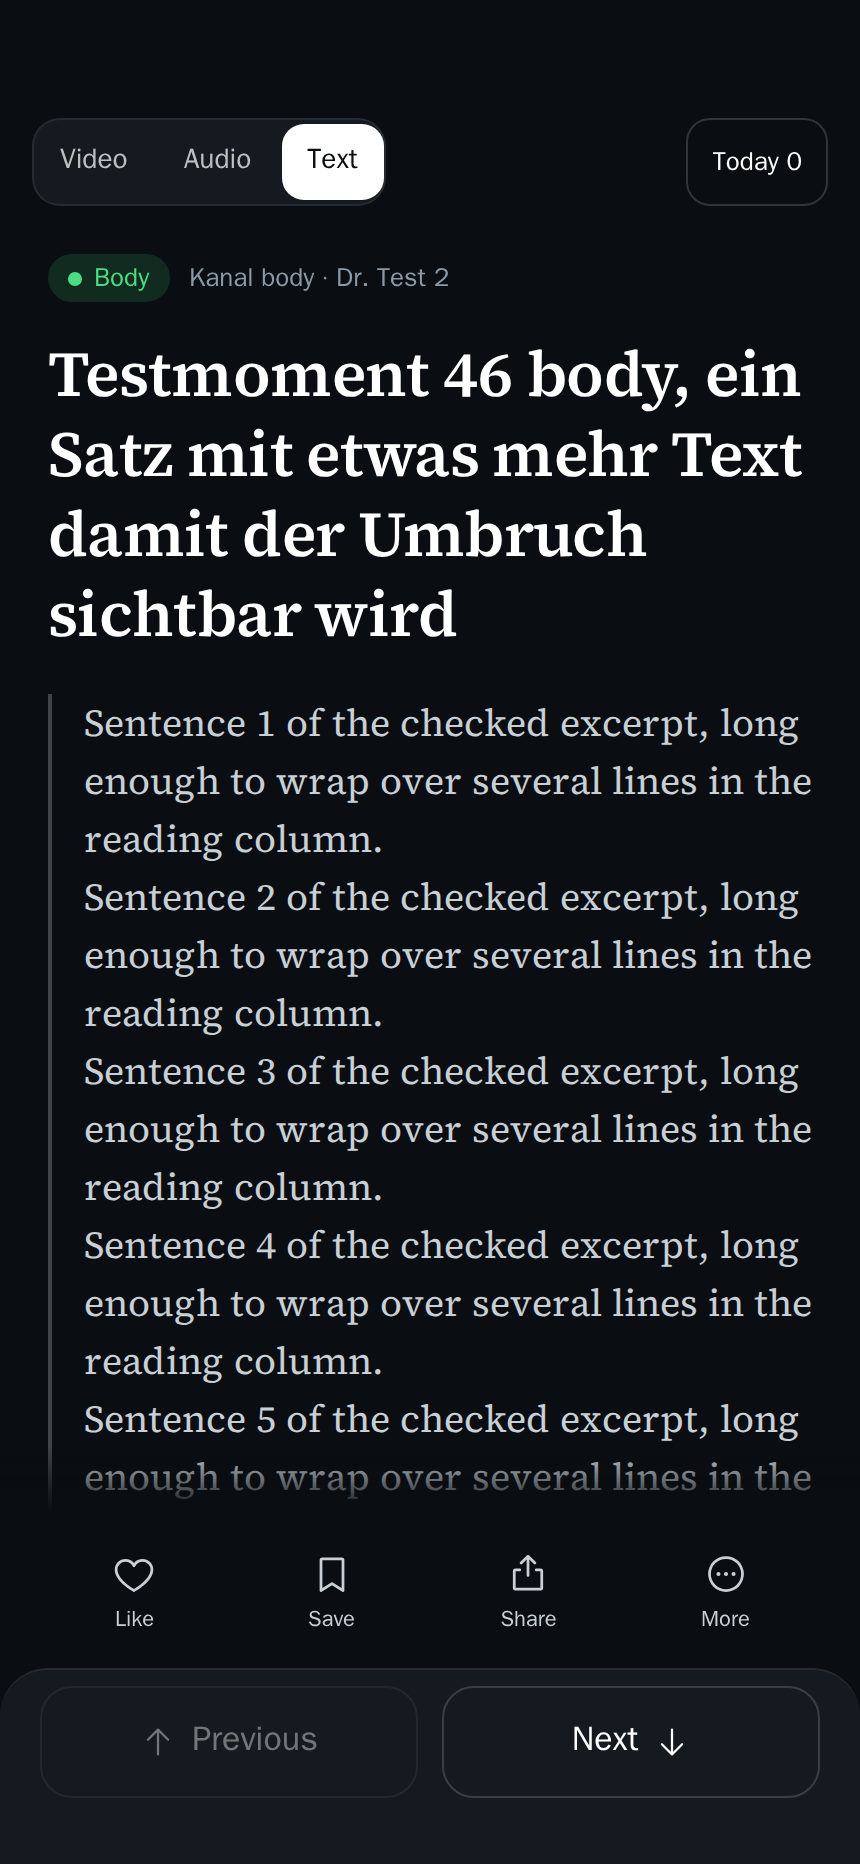 Video Audio Text Today 0
Body Kanal body · Dr. Test 2
Testmoment 46 body, ein
Satz mit etwas mehr Text
damit der Umbruch
sichtbar wird
Sentence 1 of the checked excerpt, long
enough to wrap over several lines in the
reading column.
Sentence 2 of the checked excerpt, long
enough to wrap over several lines in the
reading column.
Sentence 3 of the checked excerpt, long
enough to wrap over several lines in the
reading column.
Sentence 4 of the checked excerpt, long
enough to wrap over several lines in the
reading column.
Sentence 5 of the checked excerpt, long
enough to wrap over several lines in the
Like Save Share More
Previous Next